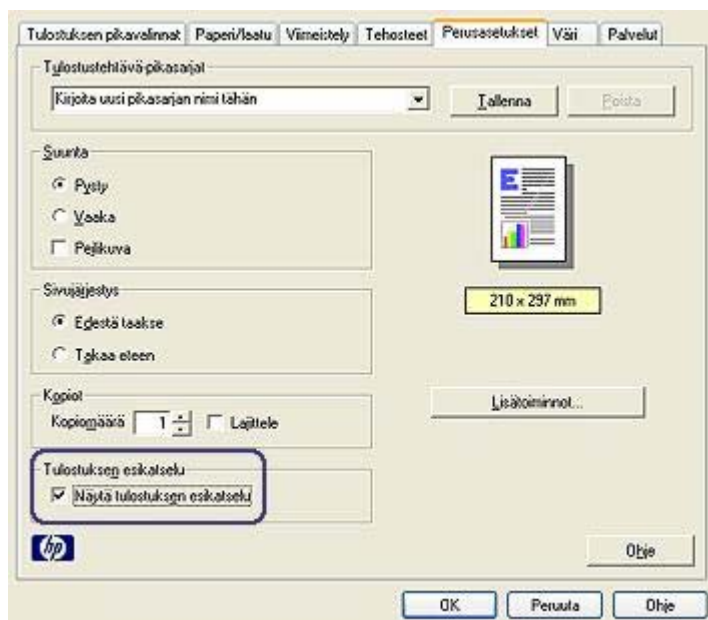 Tulostuksen pikavalinnat Paperi/laatu Viimeistely Tehosteet Perusasetukset Väri Palvelut
Tulostustehtävä-pikasarjat
Kirjoita uusi pikasarjan nimi tähän Tallenna Poista
Suunta
Pysty
Vaaka
Peilikuva
E
210 x 297 mm
Sivujärjestys
Edestä taakse
Takaa eteen
Kopiot
Kopiomäärä 1 Lajittele
Lisätoiminnot...
Tulostuksen esikatselu
Näytä tulostuksen esikatselu
hp
Ohje
OK Peruuta Ohje